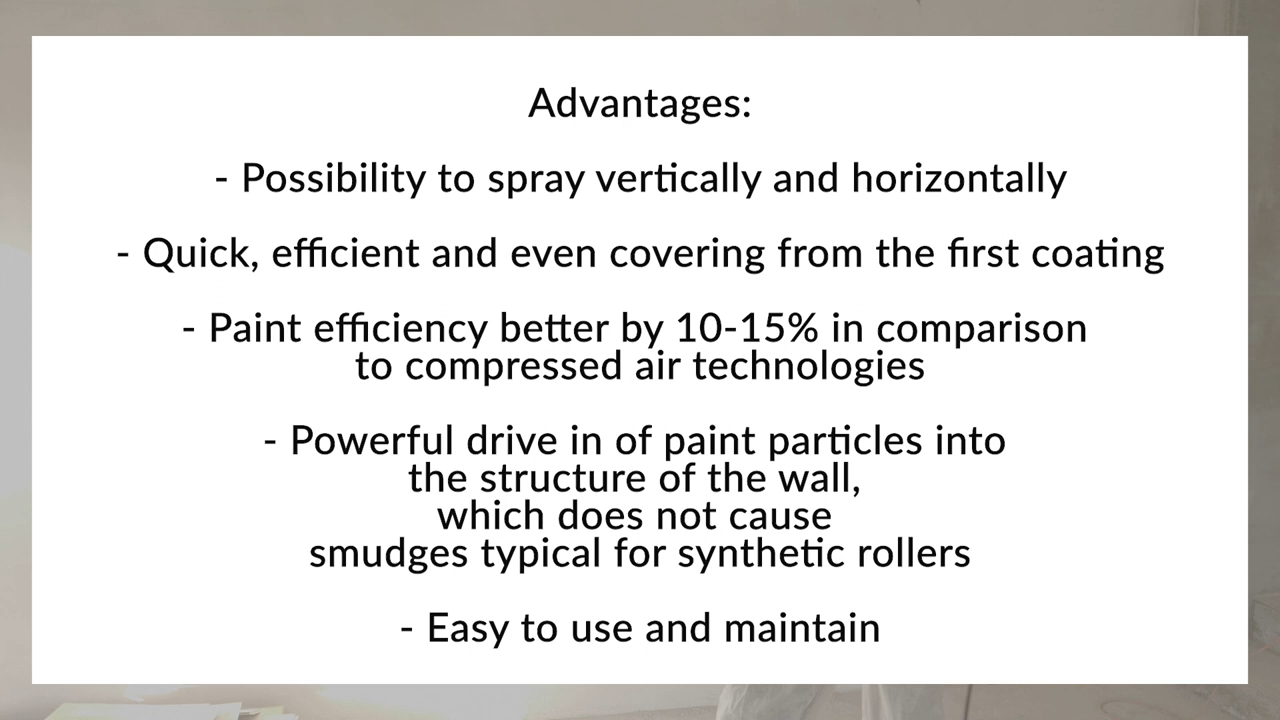 Advantages:
- Possibility to spray vertically and horizontally
- Quick, efficient and even covering from the first coating
- Paint efficiency better by 10-15% in comparison
to compressed air technologies
- Powerful drive in of paint particles into
the structure of the wall,
which does not cause
smudges typical for synthetic rollers
- Easy to use and maintain